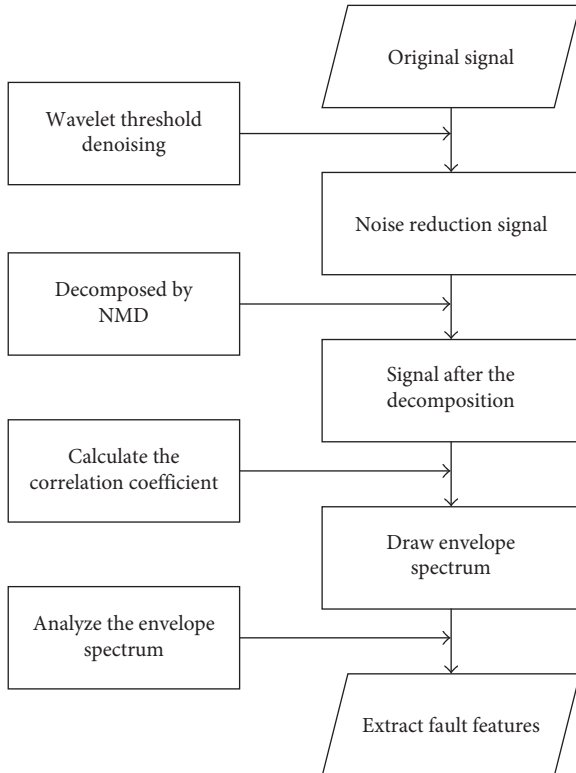 Original signal
Wavelet threshold
denoising
Noise reduction signal
Decomposed by
NMD
Signal after the
decomposition
Calculate the
correlation coefficient
Draw envelope
spectrum
Analyze the envelope
spectrum
Extract fault features